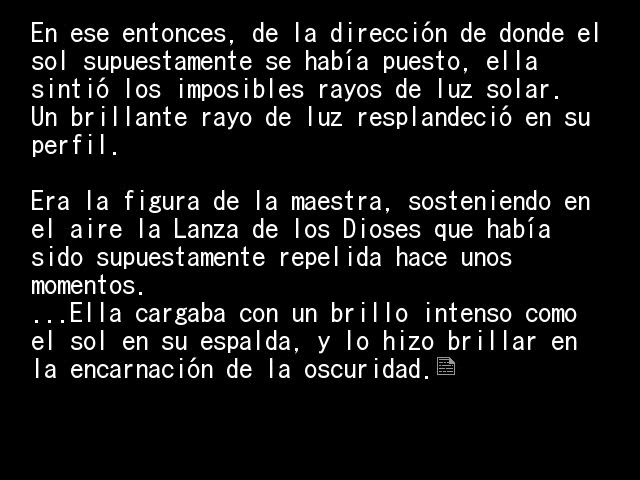 En ese entonces, de la dirección de donde el
sol supuestamente se había puesto, ella
sintió los imposibles rayos de luz solar.
Un brillante rayo de luz resplandeció en su
perfil.
Era la figura de la maestra, sosteniendo en
el aire la Lanza de los Dioses que había
sido supuestamente repelida hace unos
momentos.
...Ella cargaba con un brillo intenso como
el sol en su espalda, y lo hizo brillar en
la encarnación de la oscuridad.